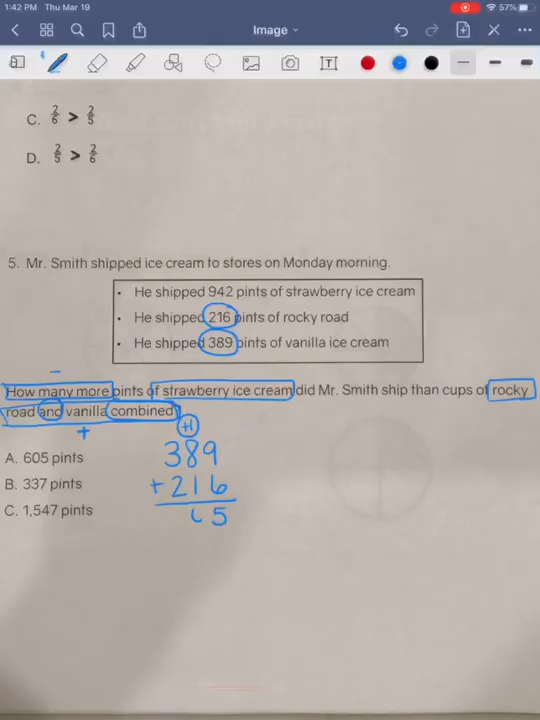 1:42 PM Thu Mar 19
57%
Image
T
C. 2/6 > 2/5
D. 2/5 > 2/6
5. Mr. Smith shipped ice cream to stores on Monday morning.
• He shipped 942 pints of strawberry ice cream
• He shipped 216 pints of rocky road
• He shipped 389 pints of vanilla ice cream
−
How many more pints of strawberry ice cream did Mr. Smith ship than cups of rocky
road and vanilla combined
+
+1
A. 605 pints
389
B. 337 pints
+216
C. 1,547 pints
5